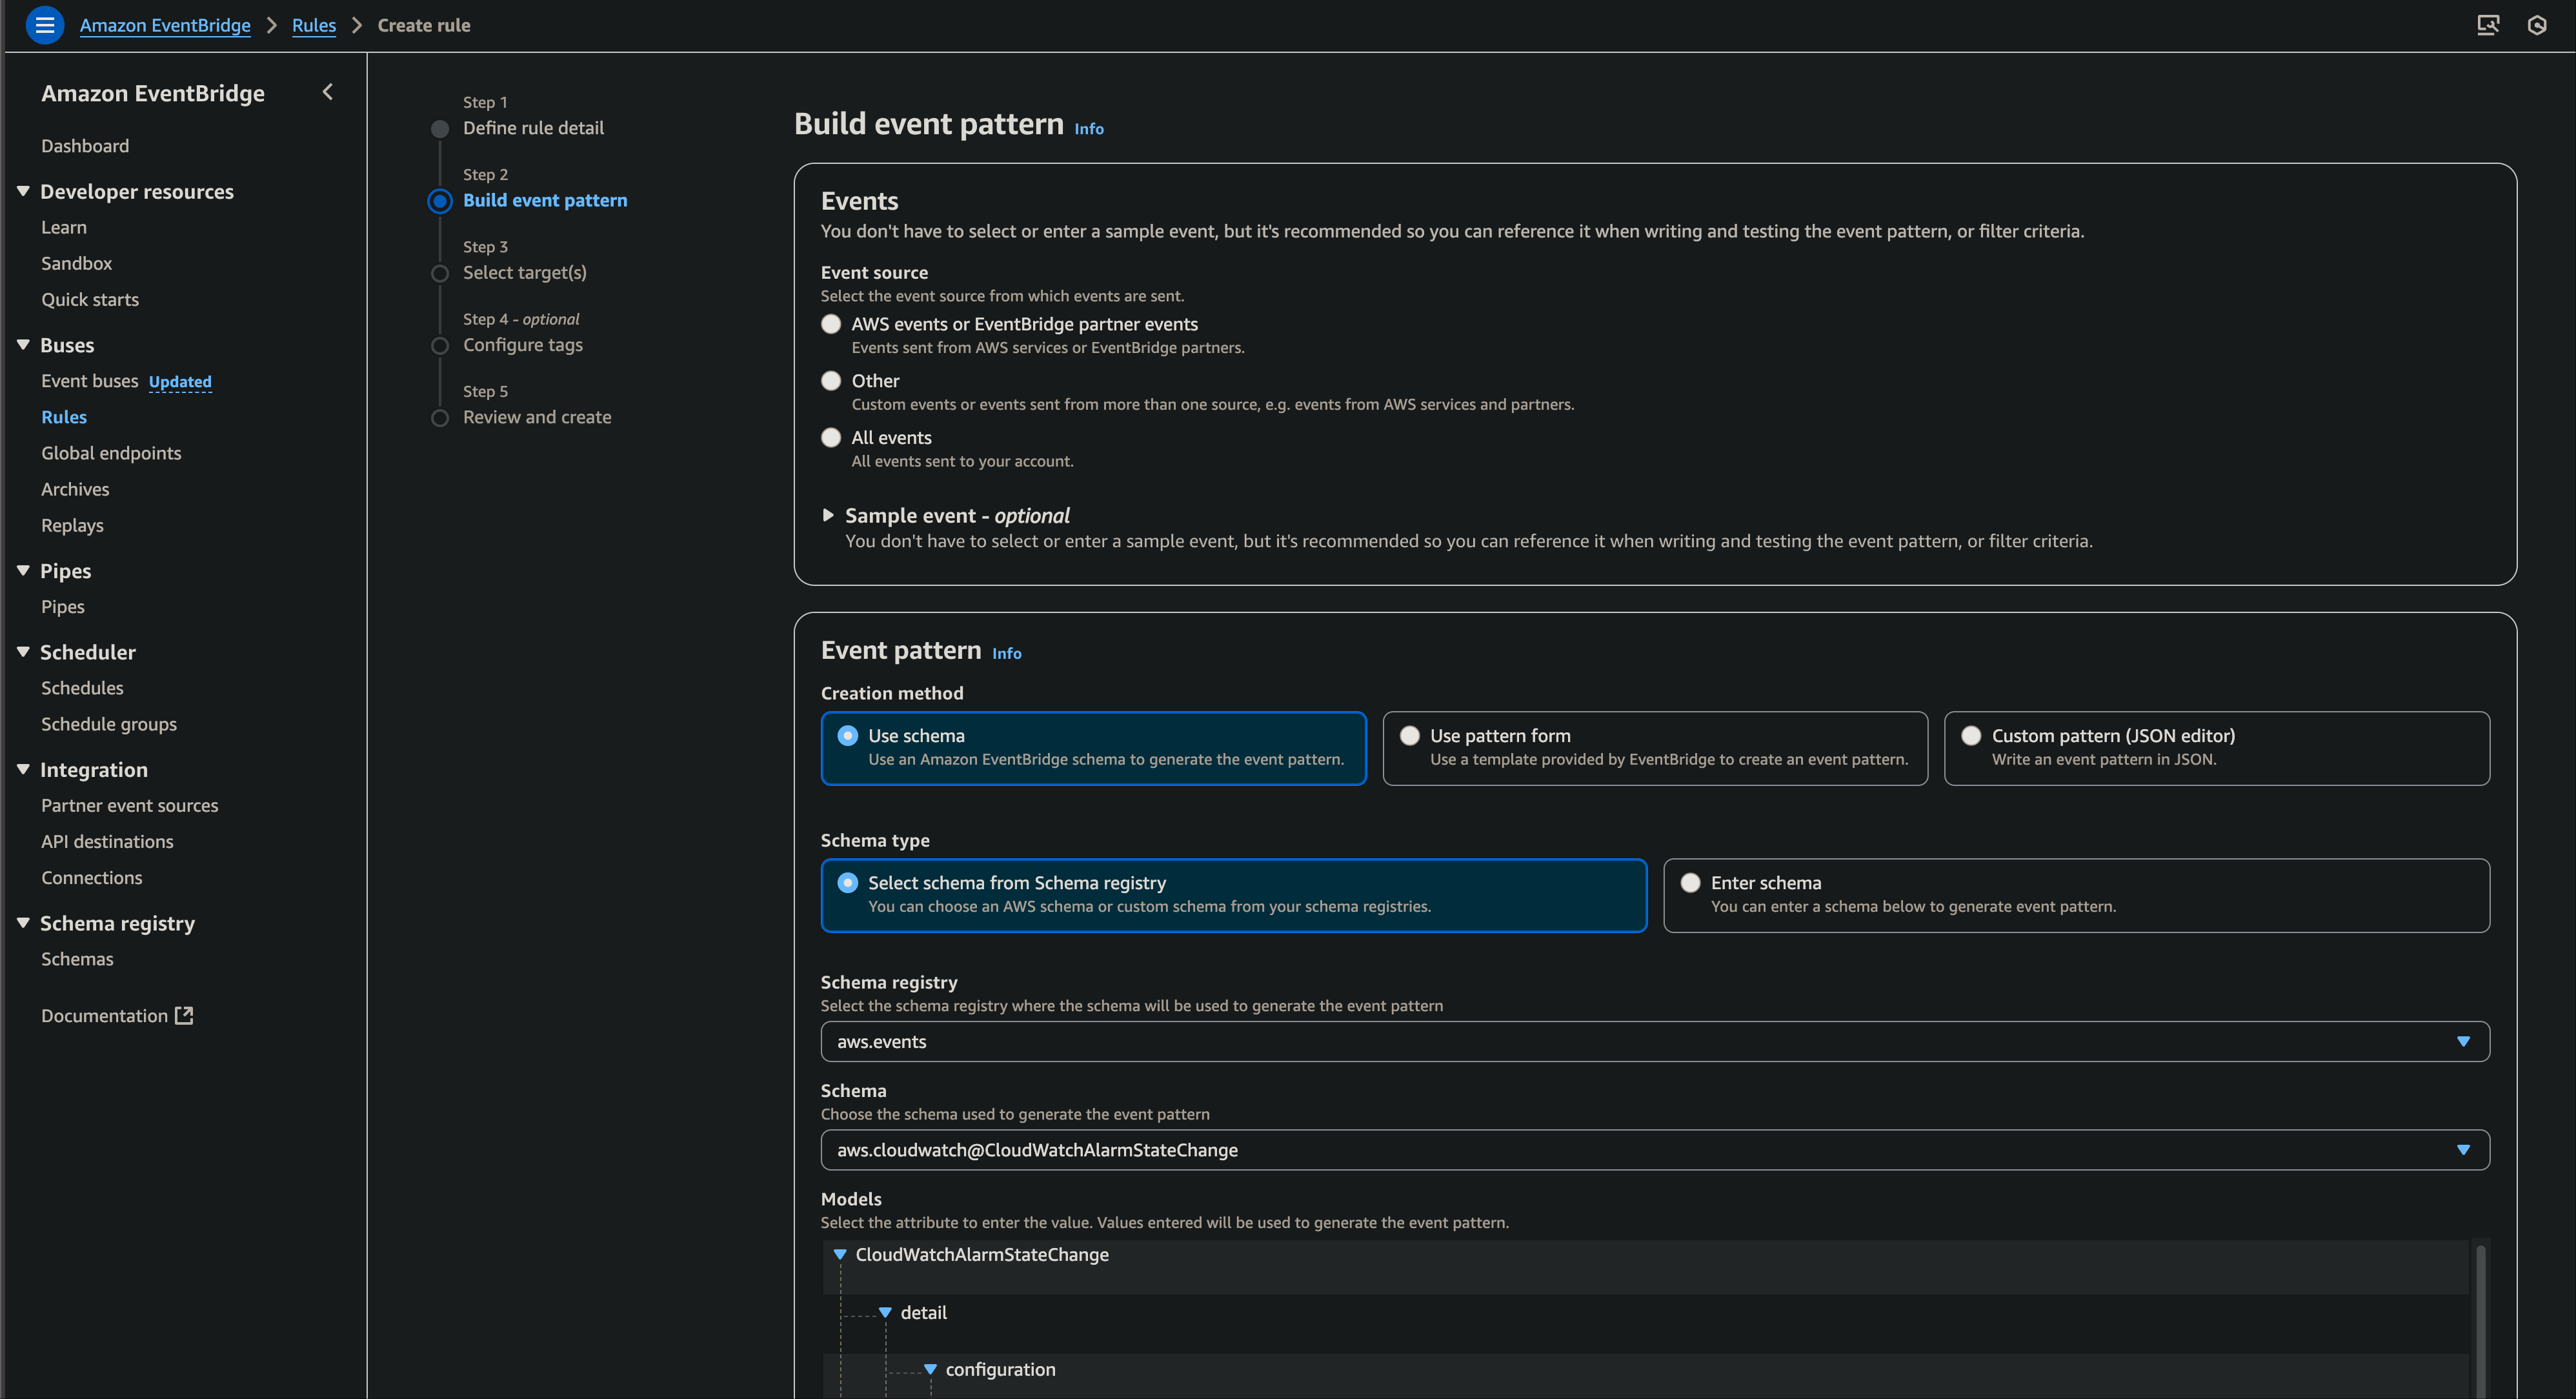 Amazon EventBridge > Rules > Create rule
Amazon EventBridge
Dashboard
Developer resources
Learn
Sandbox
Quick starts
Buses
Event buses Updated
Rules
Global endpoints
Archives
Replays
Pipes
Pipes
Scheduler
Schedules
Schedule groups
Integration
Partner event sources
API destinations
Connections
Schema registry
Schemas
Documentation
Step 1
Define rule detail
Step 2
Build event pattern
Step 3
Select target(s)
Step 4 - optional
Configure tags
Step 5
Review and create
Build event pattern Info
Events
You don't have to select or enter a sample event, but it's recommended so you can reference it when writing and testing the event pattern, or filter criteria.
Event source
Select the event source from which events are sent.
AWS events or EventBridge partner events
Events sent from AWS services or EventBridge partners.
Other
Custom events or events sent from more than one source, e.g. events from AWS services and partners.
All events
All events sent to your account.
Sample event - optional
You don't have to select or enter a sample event, but it's recommended so you can reference it when writing and testing the event pattern, or filter criteria.
Event pattern Info
Creation method
Use schema
Use an Amazon EventBridge schema to generate the event pattern.
Use pattern form
Use a template provided by EventBridge to create an event pattern.
Custom pattern (JSON editor)
Write an event pattern in JSON.
Schema type
Select schema from Schema registry
You can choose an AWS schema or custom schema from your schema registries.
Enter schema
You can enter a schema below to generate event pattern.
Schema registry
Select the schema registry where the schema will be used to generate the event pattern
aws.events
Schema
Choose the schema used to generate the event pattern
aws.cloudwatch@CloudWatchAlarmStateChange
Models
Select the attribute to enter the value. Values entered will be used to generate the event pattern.
CloudWatchAlarmStateChange
detail
configuration